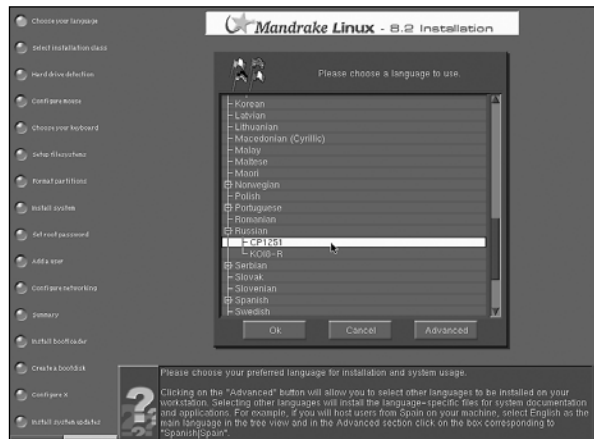 Choose your language
Select installation class
Hard drive detection
Configure mouse
Choose your keyboard
Setup filesystems
Format partitions
Install system
Set root password
Add a user
Configure networking
Summary
Install bootloader
Create a bootdisk
Configure X
Install system updates
Mandrake Linux - 8.2 Installation
Please choose a language to use.
Korean
Latvian
Lithuanian
Macedonian (Cyrillic)
Malay
Maltese
Maori
Norwegian
Polish
Portuguese
Romanian
Russian
CP1251
KOI8-R
Serbian
Slovak
Slovenian
Spanish
Swedish
Ok
Cancel
Advanced
Please choose your preferred language for installation and system usage.
Clicking on the "Advanced" button will allow you to select other languages to be installed on your
workstation. Selecting other languages will install the language-specific files for system documentation
and applications. For example, if you will host users from Spain on your machine, select English as the
main language in the tree view and in the Advanced section click on the box corresponding to
"Spanish|Spain".